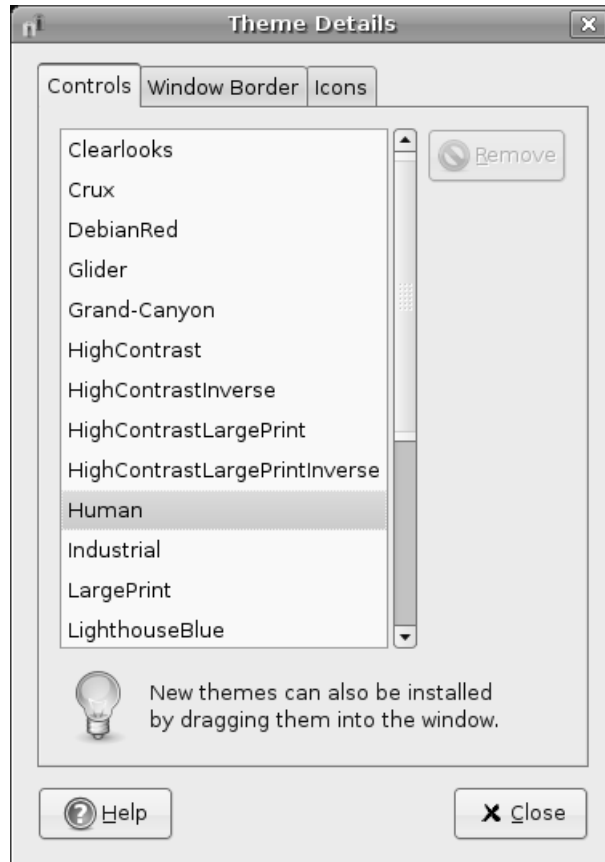 Theme Details
Controls Window Border Icons
Clearlooks
Remove
Crux
DebianRed
Glider
Grand-Canyon
HighContrast
HighContrastInverse
HighContrastLargePrint
HighContrastLargePrintInverse
Human
Industrial
LargePrint
LighthouseBlue
New themes can also be installed
by dragging them into the window.
Help
Close